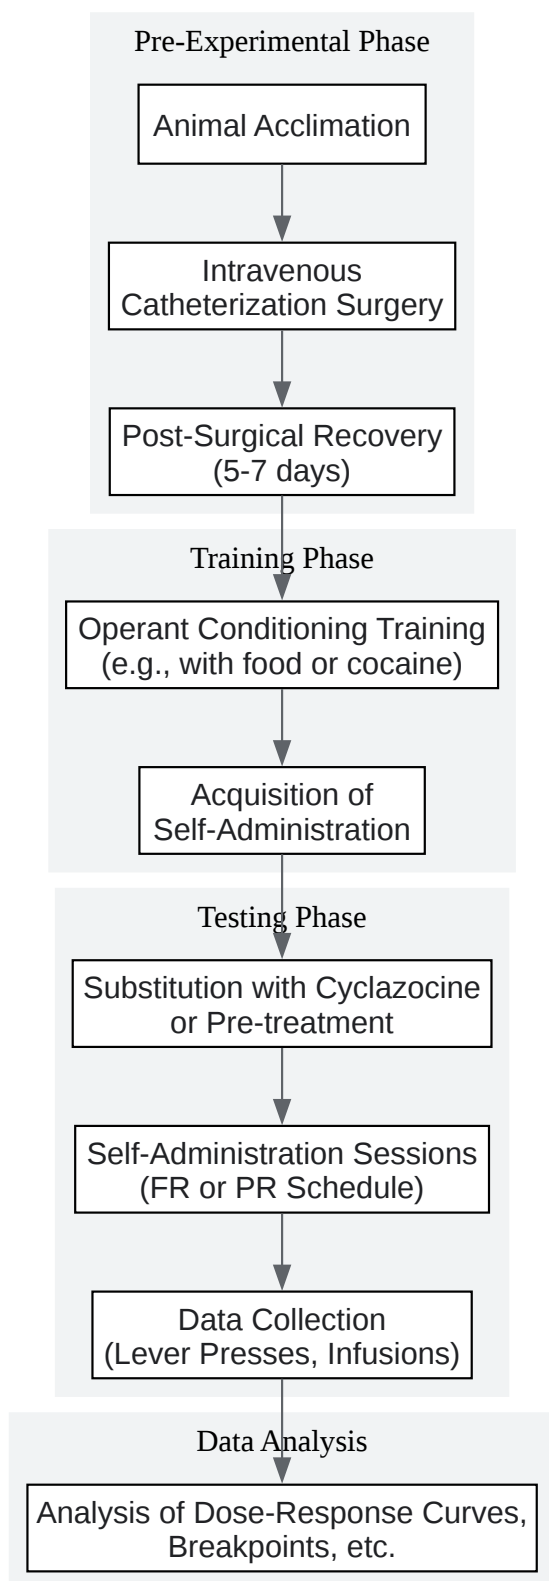 Pre-Experimental Phase
Animal Acclimation
Intravenous
Catheterization Surgery
Post-Surgical Recovery
(5-7 days)
Training Phase
Operant Conditioning Training
(e.g., with food or cocaine)
Acquisition of
Self-Administration
Testing Phase
Substitution with Cyclazocine
or Pre-treatment
Self-Administration Sessions
(FR or PR Schedule)
Data Collection
(Lever Presses, Infusions)
Data Analysis
Analysis of Dose-Response Curves,
Breakpoints, etc.